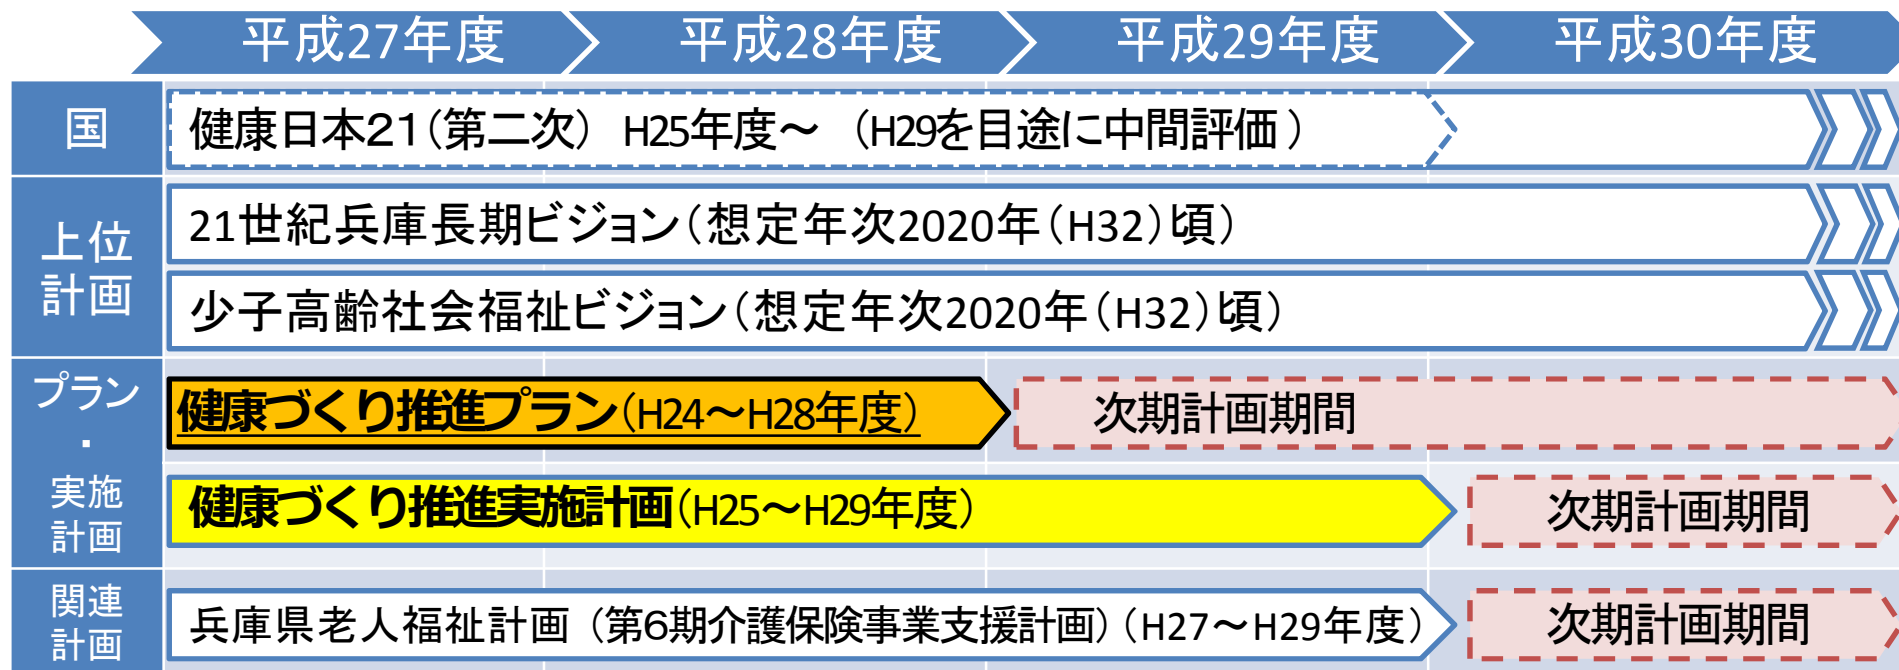 平成27年度 平成28年度 平成29年度 平成30年度
国
健康日本21(第二次) H25年度～ (H29を目途に中間評価)
上位
計画
21世紀兵庫長期ビジョン(想定年次2020年(H32)頃)
少子高齢社会福祉ビジョン(想定年次2020年(H32)頃)
プラン
・
実施
計画
健康づくり推進プラン(H24～H28年度) 次期計画期間
健康づくり推進実施計画(H25～H29年度) 次期計画期間
関連
計画
兵庫県老人福祉計画 (第6期介護保険事業支援計画) (H27～H29年度) 次期計画期間